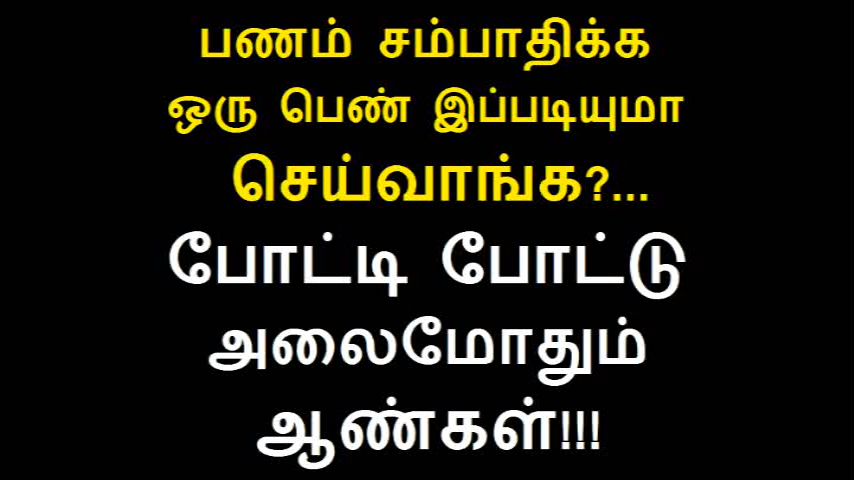 பணம் சம்பாதிக்க
ஒரு பெண் இப்படியுமா
செய்வாங்க?...
போட்டி போட்டு
அலைமோதும்
ஆண்கள்!!!